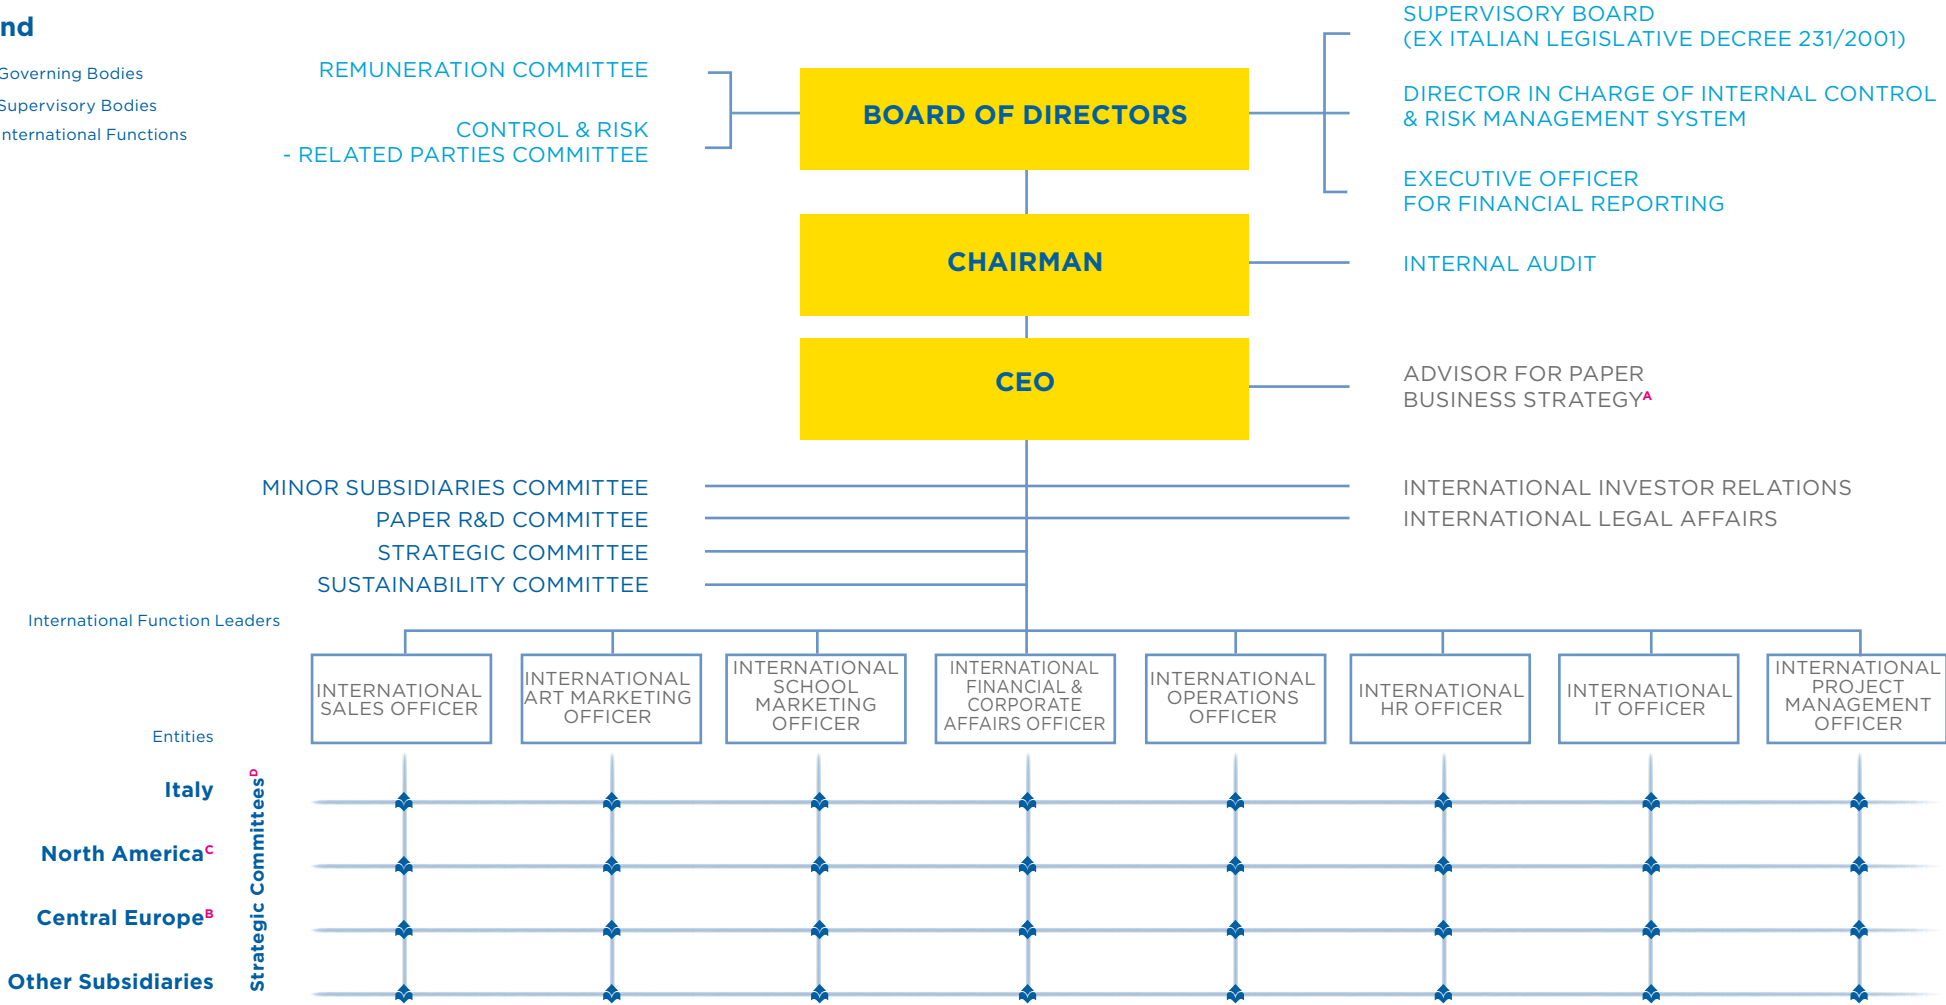 nd
Governing Bodies
Supervisory Bodies
International Functions
REMUNERATION COMMITTEE
CONTROL & RISK
- RELATED PARTIES COMMITTEE
BOARD OF DIRECTORS
SUPERVISORY BOARD
(EX ITALIAN LEGISLATIVE DECREE 231/2001)
DIRECTOR IN CHARGE OF INTERNAL CONTROL
& RISK MANAGEMENT SYSTEM
EXECUTIVE OFFICER
FOR FINANCIAL REPORTING
CHAIRMAN
INTERNAL AUDIT
CEO
ADVISOR FOR PAPER
BUSINESS STRATEGYA
MINOR SUBSIDIARIES COMMITTEE
PAPER R&D COMMITTEE
STRATEGIC COMMITTEE
SUSTAINABILITY COMMITTEE
INTERNATIONAL INVESTOR RELATIONS
INTERNATIONAL LEGAL AFFAIRS
International Function Leaders
INTERNATIONAL
SALES OFFICER
INTERNATIONAL
ART MARKETING
OFFICER
INTERNATIONAL
SCHOOL
MARKETING
OFFICER
INTERNATIONAL
FINANCIAL &
CORPORATE
AFFAIRS OFFICER
INTERNATIONAL
OPERATIONS
OFFICER
INTERNATIONAL
HR OFFICER
INTERNATIONAL
IT OFFICER
INTERNATIONAL
PROJECT
MANAGEMENT
OFFICER
Entities
Italy
North AmericaC
Central EuropeB
Other Subsidiaries
Strategic CommitteesD